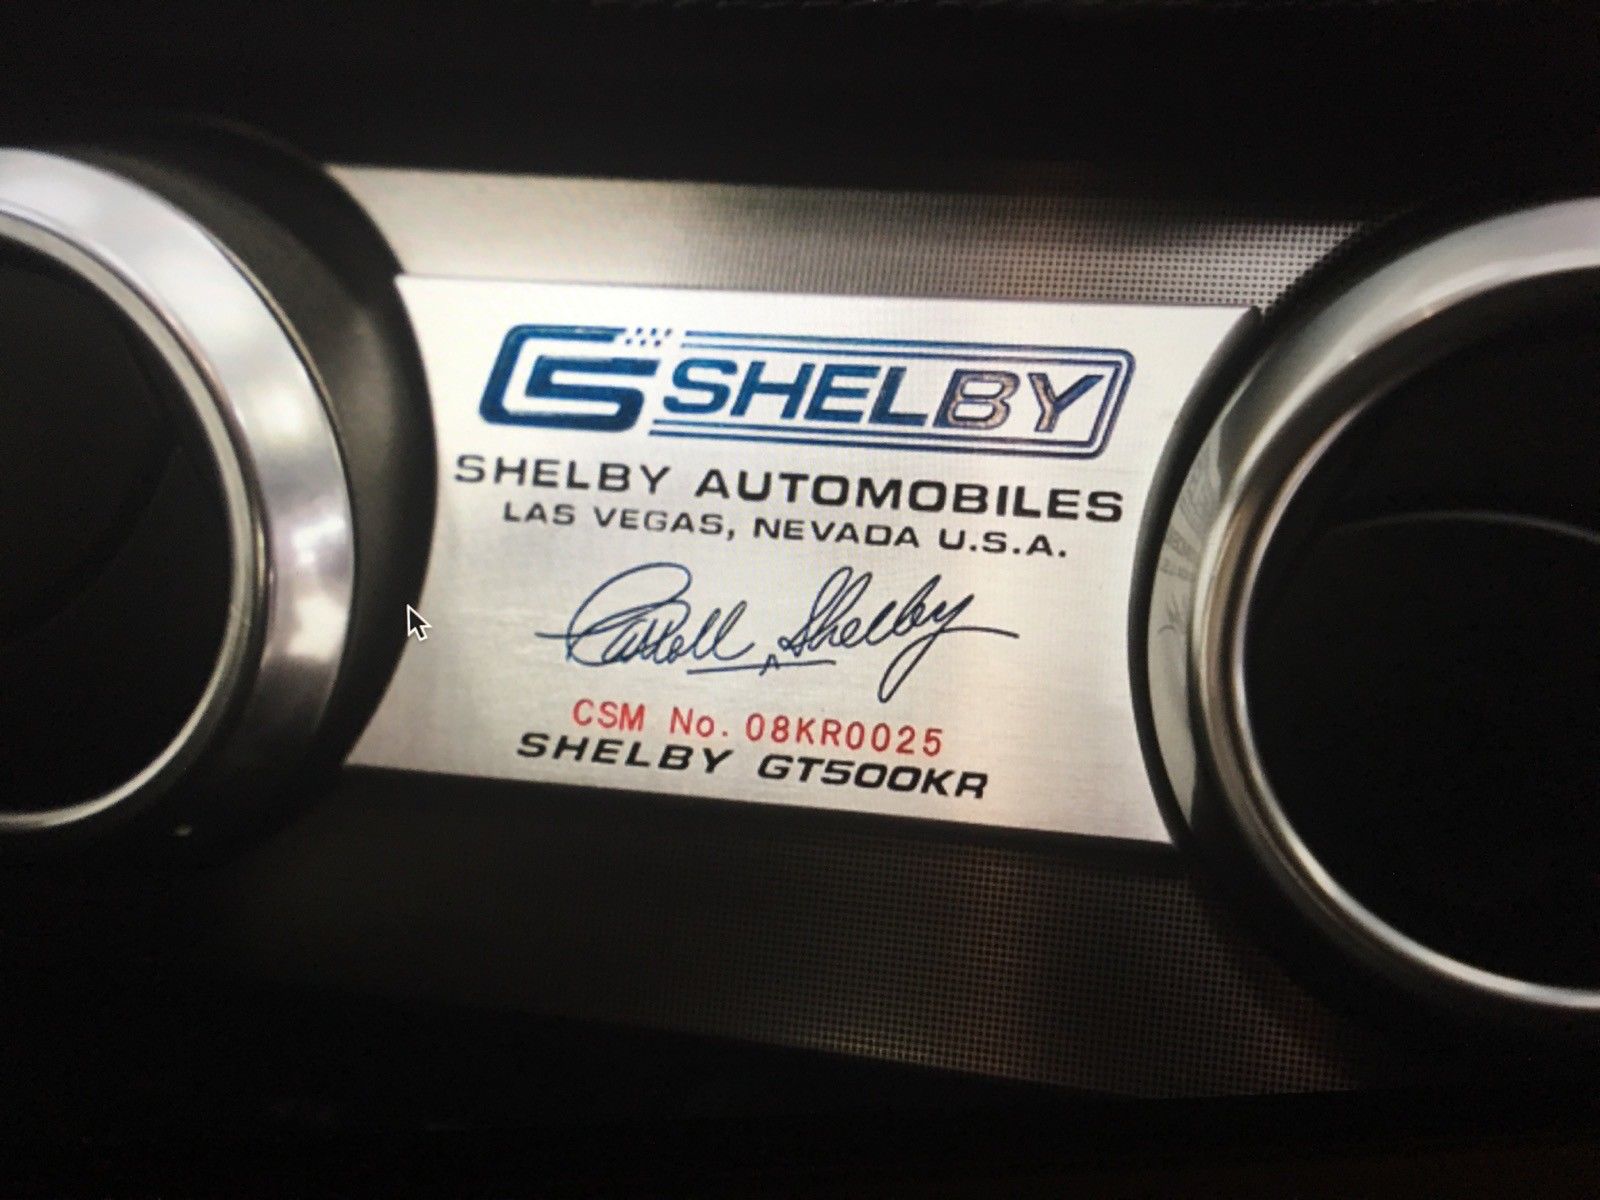 CS SHELBY
SHELBY AUTOMOBILES
LAS VEGAS, NEVADA U.S.A.
Carroll Shelby
CSM No. 08KR0025
SHELBY GT500KR